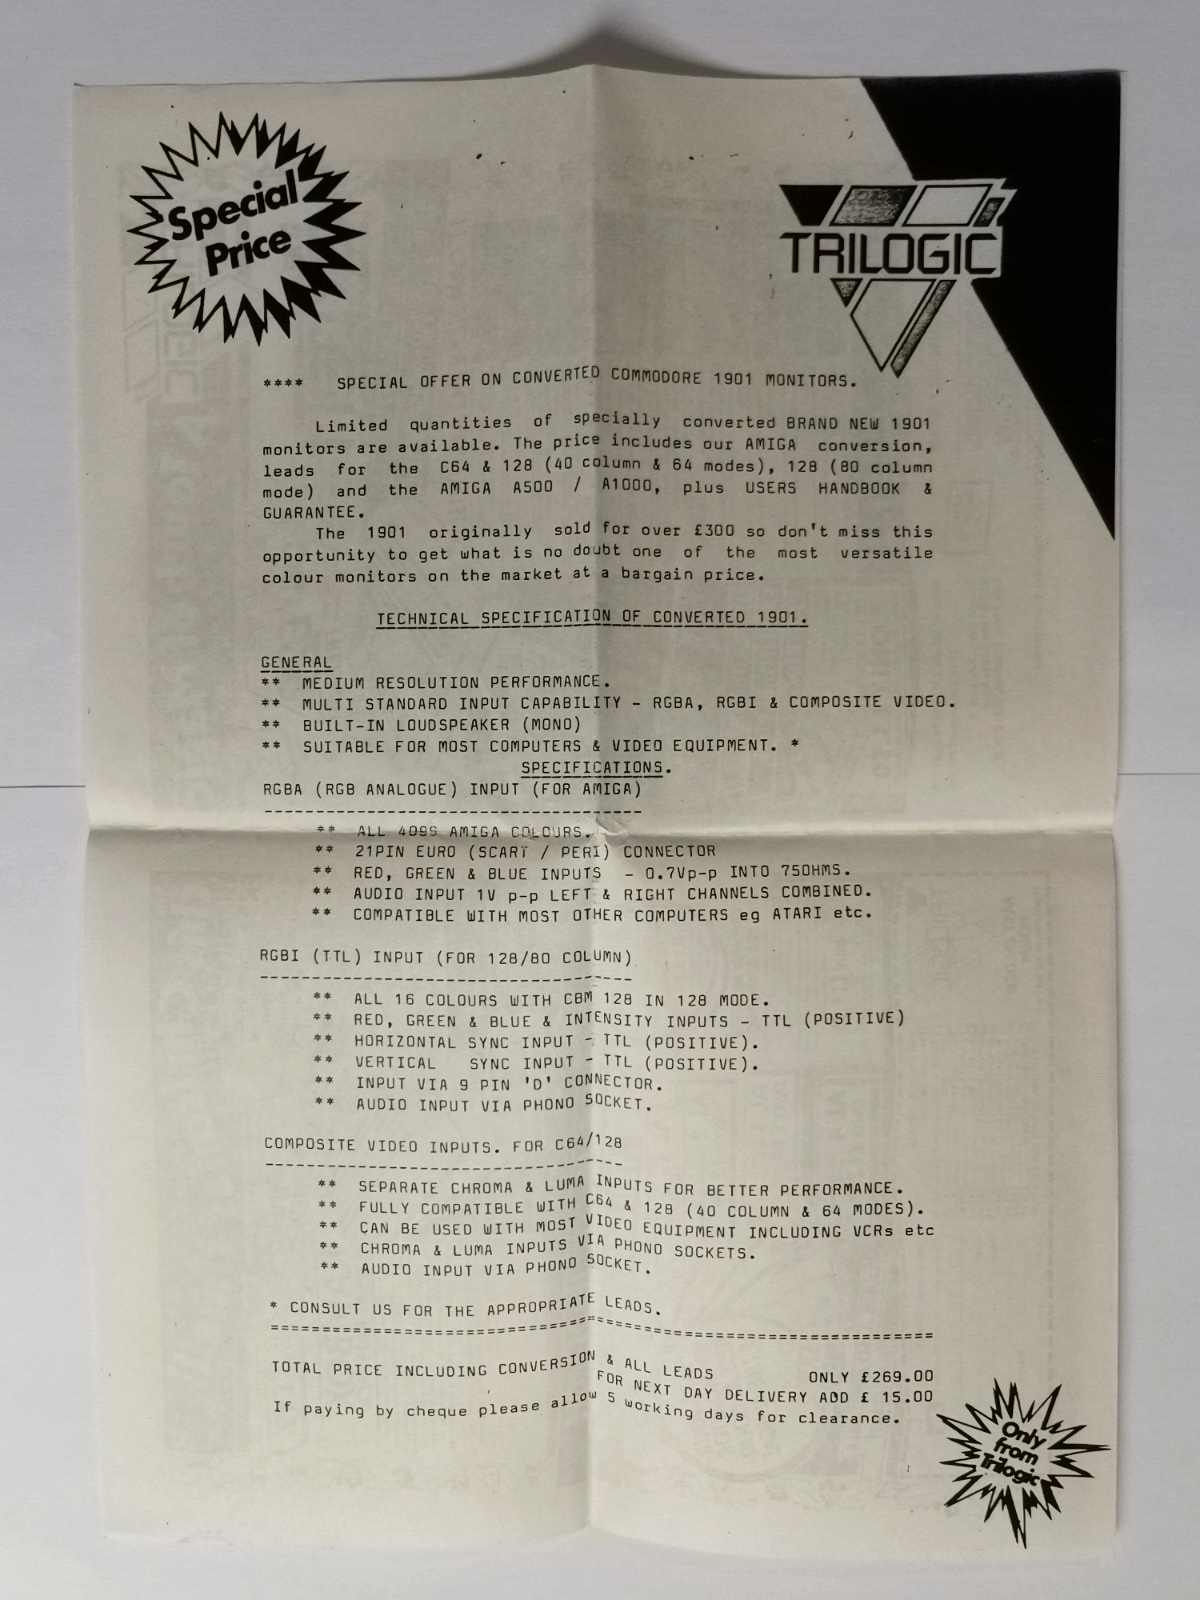 Special
Price
TRILOGIC
**** SPECIAL OFFER ON CONVERTED COMMODORE 1901 MONITORS.
Limited quantities of specially converted BRAND NEW 1901
monitors are available. The price includes our AMIGA conversion,
leads for the C64 & 128 (40 column & 64 modes), 128 (80 column
mode) and the AMIGA A500 / A1000, plus USERS HANDBOOK &
GUARANTEE.
The 1901 originally sold for over £300 so don't miss this
opportunity to get what is no doubt one of the most versatile
colour monitors on the market at a bargain price.
TECHNICAL SPECIFICATION OF CONVERTED 1901.
GENERAL
** MEDIUM RESOLUTION PERFORMANCE.
** MULTI STANDARD INPUT CAPABILITY - RGBA, RGBI & COMPOSITE VIDEO.
** BUILT-IN LOUDSPEAKER (MONO)
** SUITABLE FOR MOST COMPUTERS & VIDEO EQUIPMENT. *
SPECIFICATIONS.
RGBA (RGB ANALOGUE) INPUT (FOR AMIGA)
-------------------------------------
** ALL 4096 AMIGA COLOURS.
** 21PIN EURO (SCART / PERI) CONNECTOR
** RED, GREEN & BLUE INPUTS - 0.7Vp-p INTO 75OHMS.
** AUDIO INPUT 1V p-p LEFT & RIGHT CHANNELS COMBINED.
** COMPATIBLE WITH MOST OTHER COMPUTERS eg ATARI etc.
RGBI (TTL) INPUT (FOR 128/80 COLUMN)
------------------------------------
** ALL 16 COLOURS WITH CBM 128 IN 128 MODE.
** RED, GREEN & BLUE & INTENSITY INPUTS - TTL (POSITIVE)
** HORIZONTAL SYNC INPUT - TTL (POSITIVE).
** VERTICAL SYNC INPUT - TTL (POSITIVE).
** INPUT VIA 9 PIN 'D' CONNECTOR.
** AUDIO INPUT VIA PHONO SOCKET.
COMPOSITE VIDEO INPUTS. FOR C64/128
-----------------------------------
** SEPARATE CHROMA & LUMA INPUTS FOR BETTER PERFORMANCE.
** FULLY COMPATIBLE WITH C64 & 128 (40 COLUMN & 64 MODES).
** CAN BE USED WITH MOST VIDEO EQUIPMENT INCLUDING VCRs etc
** CHROMA & LUMA INPUTS VIA PHONO SOCKETS.
** AUDIO INPUT VIA PHONO SOCKET.
* CONSULT US FOR THE APPROPRIATE LEADS.
================================================================
TOTAL PRICE INCLUDING CONVERSION & ALL LEADS ONLY £269.00
FOR NEXT DAY DELIVERY ADD £ 15.00
If paying by cheque please allow 5 working days for clearance.
Only
from
Trilogic